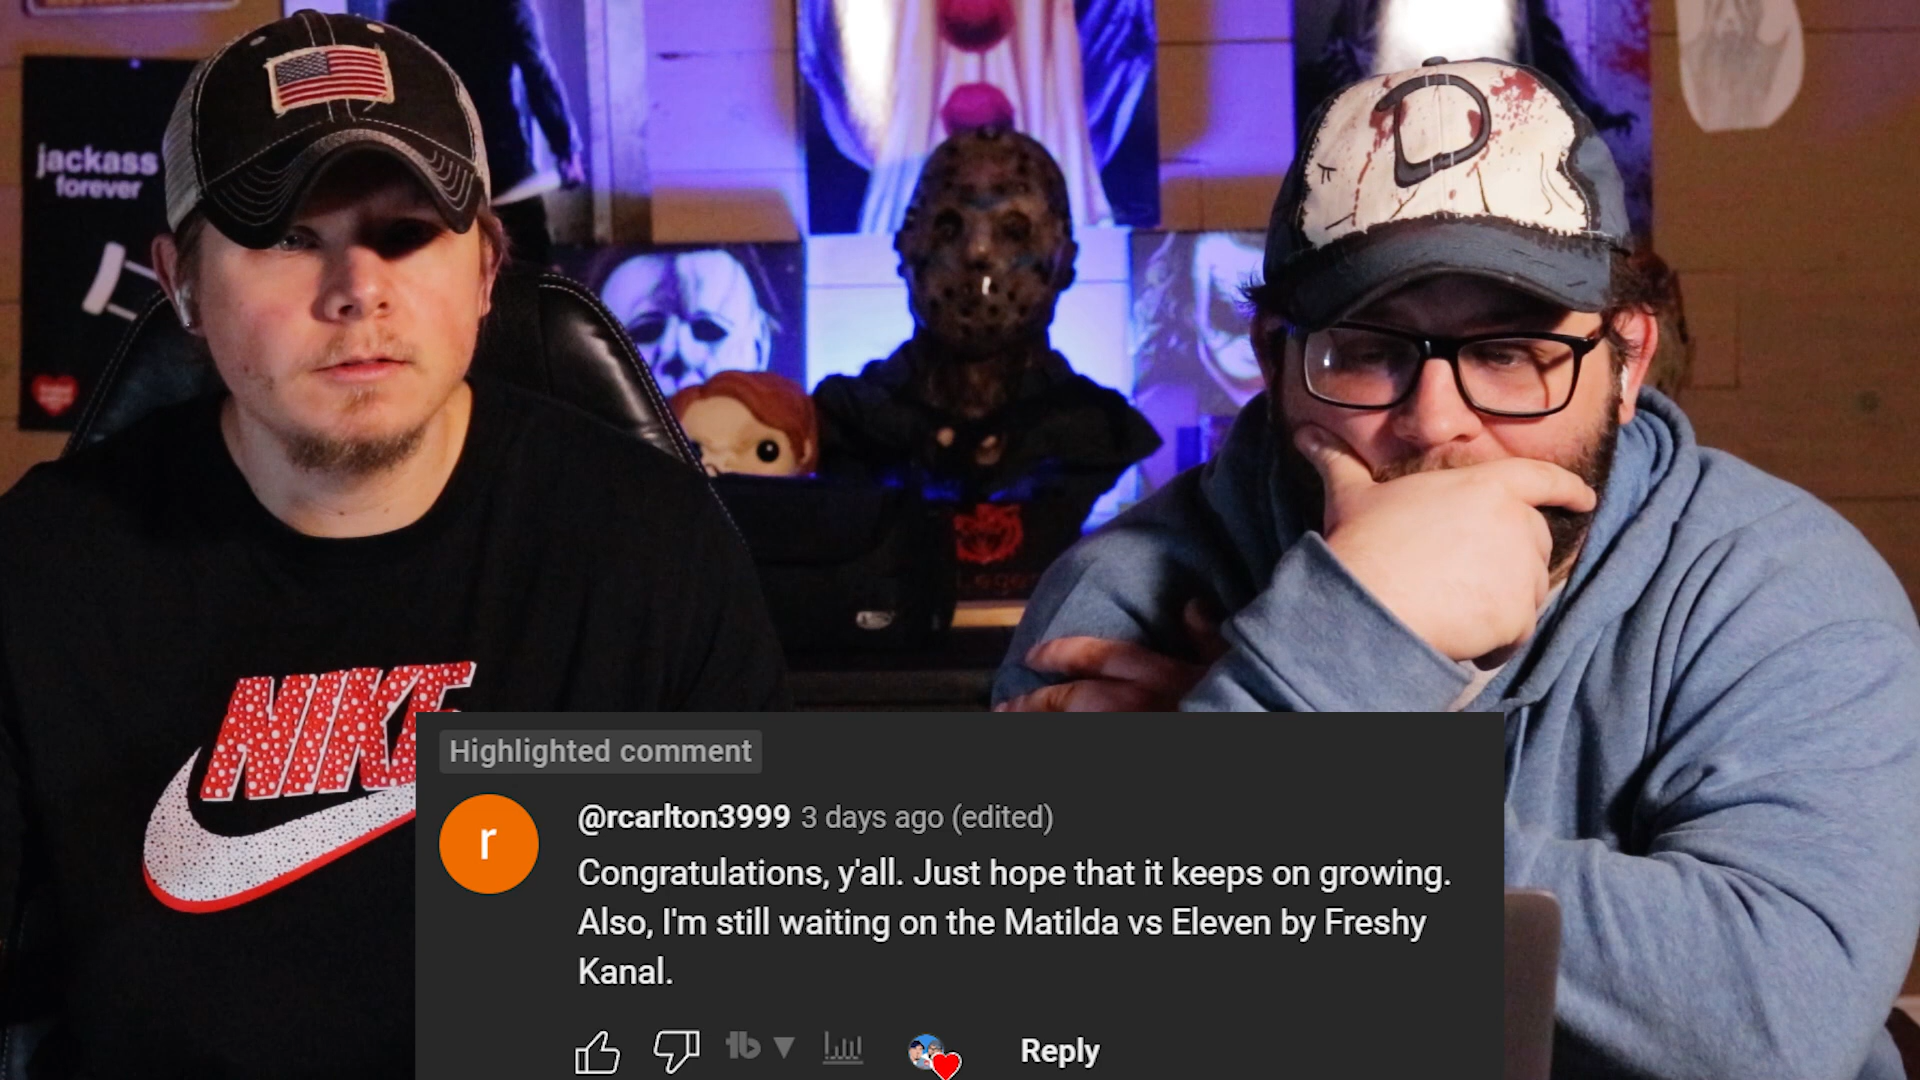 jackass
forever
D
NIKE
Highlighted comment
r
@rcarlton3999 3 days ago (edited)
Congratulations, y'all. Just hope that it keeps on growing.
Also, I'm still waiting on the Matilda vs Eleven by Freshy
Kanal.
tb
Reply